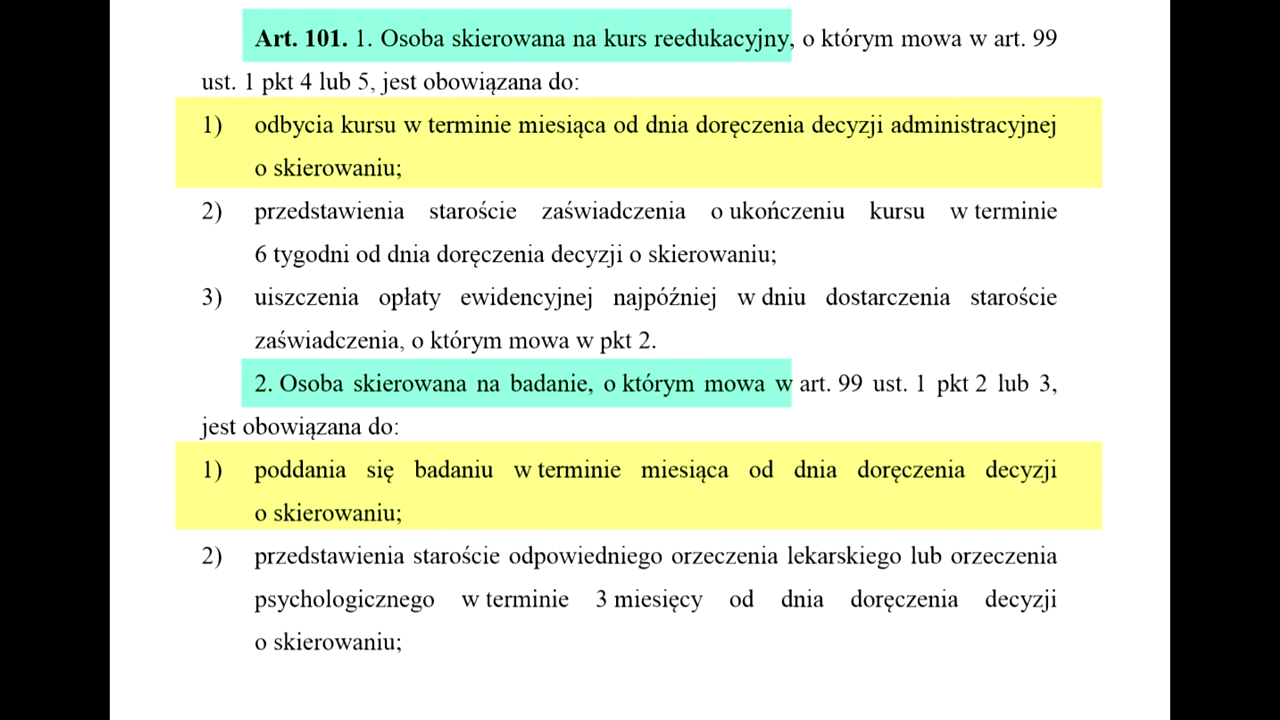 Art. 101. 1. Osoba skierowana na kurs reedukacyjny, o którym mowa w art. 99
ust. 1 pkt 4 lub 5, jest obowiązana do:
1) odbycia kursu w terminie miesiąca od dnia doręczenia decyzji administracyjnej
o skierowaniu;
2) przedstawienia staroście zaświadczenia o ukończeniu kursu w terminie
6 tygodni od dnia doręczenia decyzji o skierowaniu;
3) uiszczenia opłaty ewidencyjnej najpóźniej w dniu dostarczenia staroście
zaświadczenia, o którym mowa w pkt 2.
2. Osoba skierowana na badanie, o którym mowa w art. 99 ust. 1 pkt 2 lub 3,
jest obowiązana do:
1) poddania się badaniu w terminie miesiąca od dnia doręczenia decyzji
o skierowaniu;
2) przedstawienia staroście odpowiedniego orzeczenia lekarskiego lub orzeczenia
psychologicznego w terminie 3 miesięcy od dnia doręczenia decyzji
o skierowaniu;